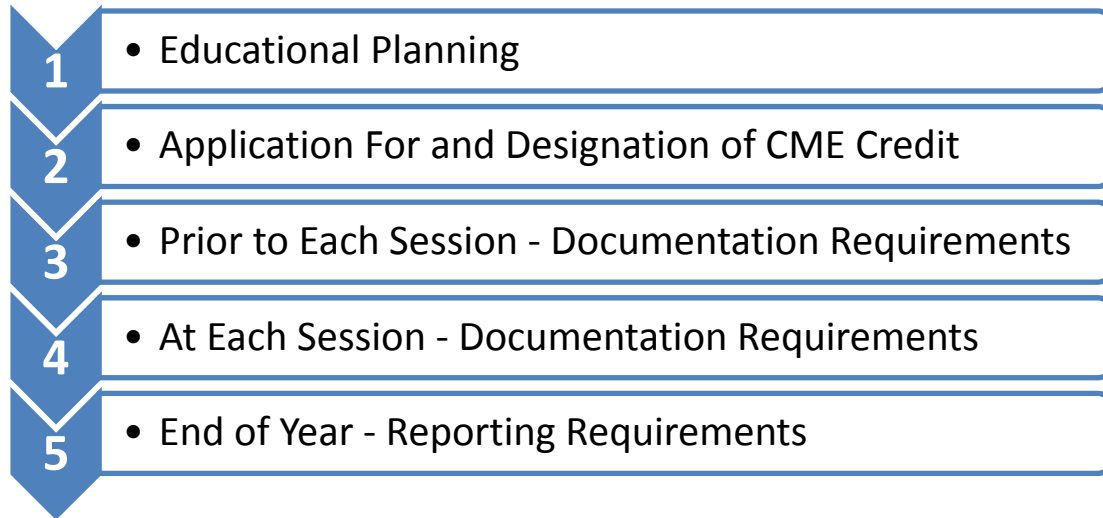 1 • Educational Planning
2 • Application For and Designation of CME Credit
3 • Prior to Each Session - Documentation Requirements
4 • At Each Session - Documentation Requirements
5 • End of Year - Reporting Requirements